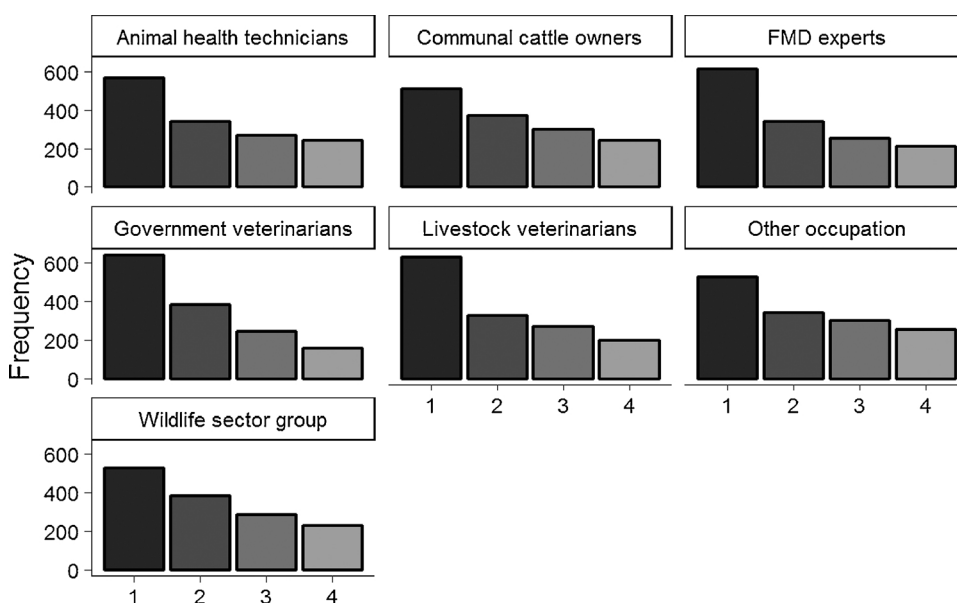 Animal health technicians
Communal cattle owners
FMD experts
600
400
200
0
Government veterinarians
Livestock veterinarians
Other occupation
600
400
200
0
1 2 3 4
1 2 3 4
Wildlife sector group
600
400
200
0
1 2 3 4
Frequency